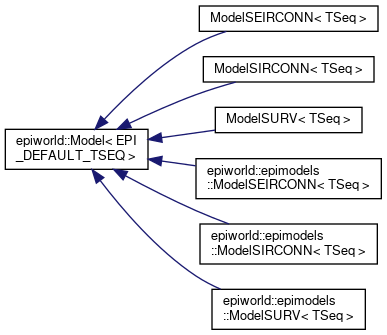 ModelSEIRCONN< TSeq >
ModelSIRCONN< TSeq >
ModelSURV< TSeq >
epiworld::Model< EPI
_DEFAULT_TSEQ >
epiworld::epimodels
::ModelSEIRCONN< TSeq >
epiworld::epimodels
::ModelSIRCONN< TSeq >
epiworld::epimodels
::ModelSURV< TSeq >